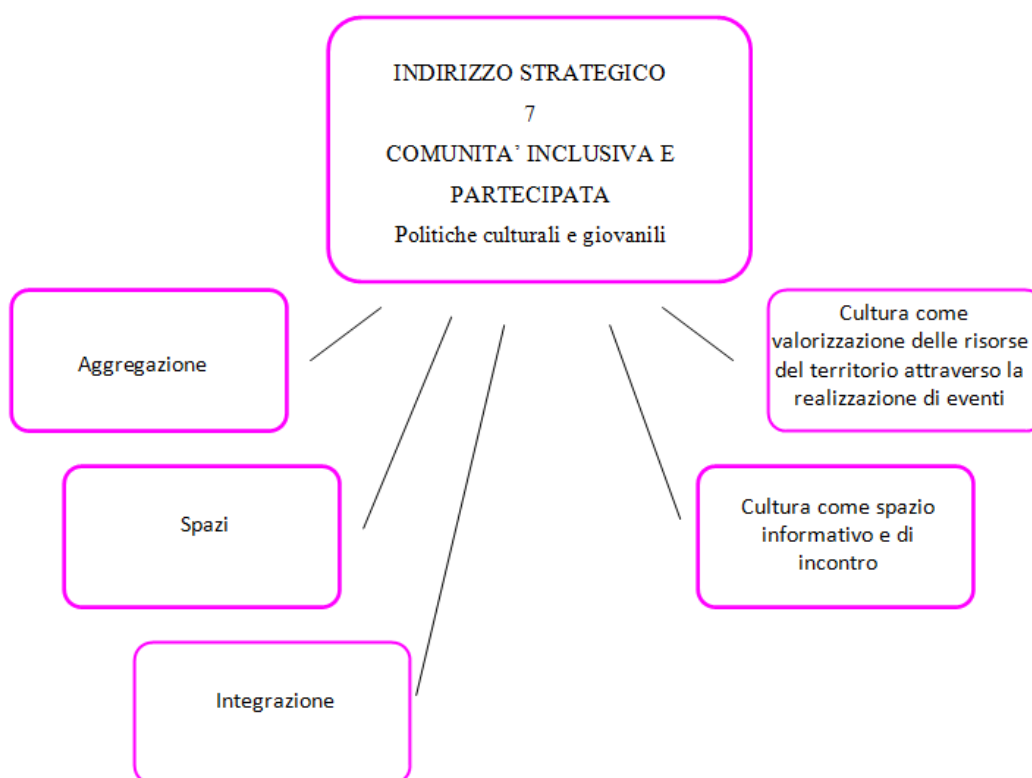 INDIRIZZO STRATEGICO
7
COMUNITA’ INCLUSIVA E
PARTECIPATA
Politiche culturali e giovanili
Aggregazione
Cultura come
valorizzazione delle risorse
del territorio attraverso la
realizzazione di eventi
Spazi
Cultura come spazio
informativo e di
incontro
Integrazione